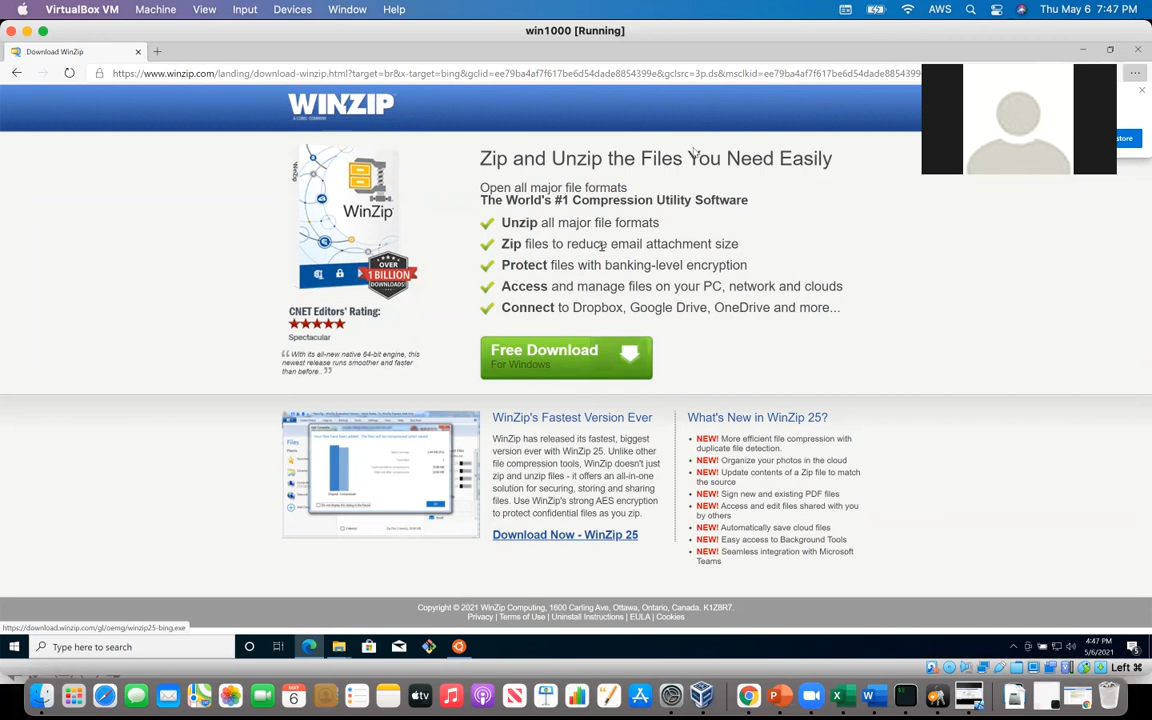 VirtualBox VM Machine View Input Devices Window Help AWS Thu May 6 7:47 PM
win1000 [Running]
Download WinZip
https://www.winzip.com/landing/download-winzip.html?target=br&x-target=bing&gclid=ee79ba4af7f617be6d54dade8854399e&gclsrc=3p.ds&msclkid=ee79ba4af7f617be6d54dade8854399
WINZIP
A COREL COMPANY
store
WinZip
OVER
1 BILLION
DOWNLOADS!
CNET Editors' Rating:
Spectacular
"With its all-new native 64-bit engine, this
newest release runs smoother and faster
than before.."
Zip and Unzip the Files You Need Easily
Open all major file formats
The World's #1 Compression Utility Software
Unzip all major file formats
Zip files to reduce email attachment size
Protect files with banking-level encryption
Access and manage files on your PC, network and clouds
Connect to Dropbox, Google Drive, OneDrive and more...
Free Download
For Windows
WinZip's Fastest Version Ever
WinZip has released its fastest, biggest
version ever with WinZip 25. Unlike other
file compression tools, WinZip doesn't just
zip and unzip files - it offers an all-in-one
solution for securing, storing and sharing
files. Use WinZip's strong AES encryption
to protect confidential files as you zip.
Download Now - WinZip 25
What's New in WinZip 25?
NEW! More efficient file compression with
duplicate file detection.
NEW! Organize your photos in the cloud
NEW! Update contents of a Zip file to match
the source
NEW! Sign new and existing PDF files
NEW! Access and edit files shared with you
by others
NEW! Automatically save cloud files
NEW! Easy access to Background Tools
NEW! Seamless integration with Microsoft
Teams
Copyright © 2021 WinZip Computing, 1600 Carling Ave, Ottawa, Ontario, Canada. K1Z8R7.
Privacy | Terms of Use | Uninstall Instructions | EULA | Cookies
https://download.winzip.com/gl/oemg/winzip25-bing.exe
Type here to search
4:47 PM
5/6/2021
5
Left ⌘
MAY
6